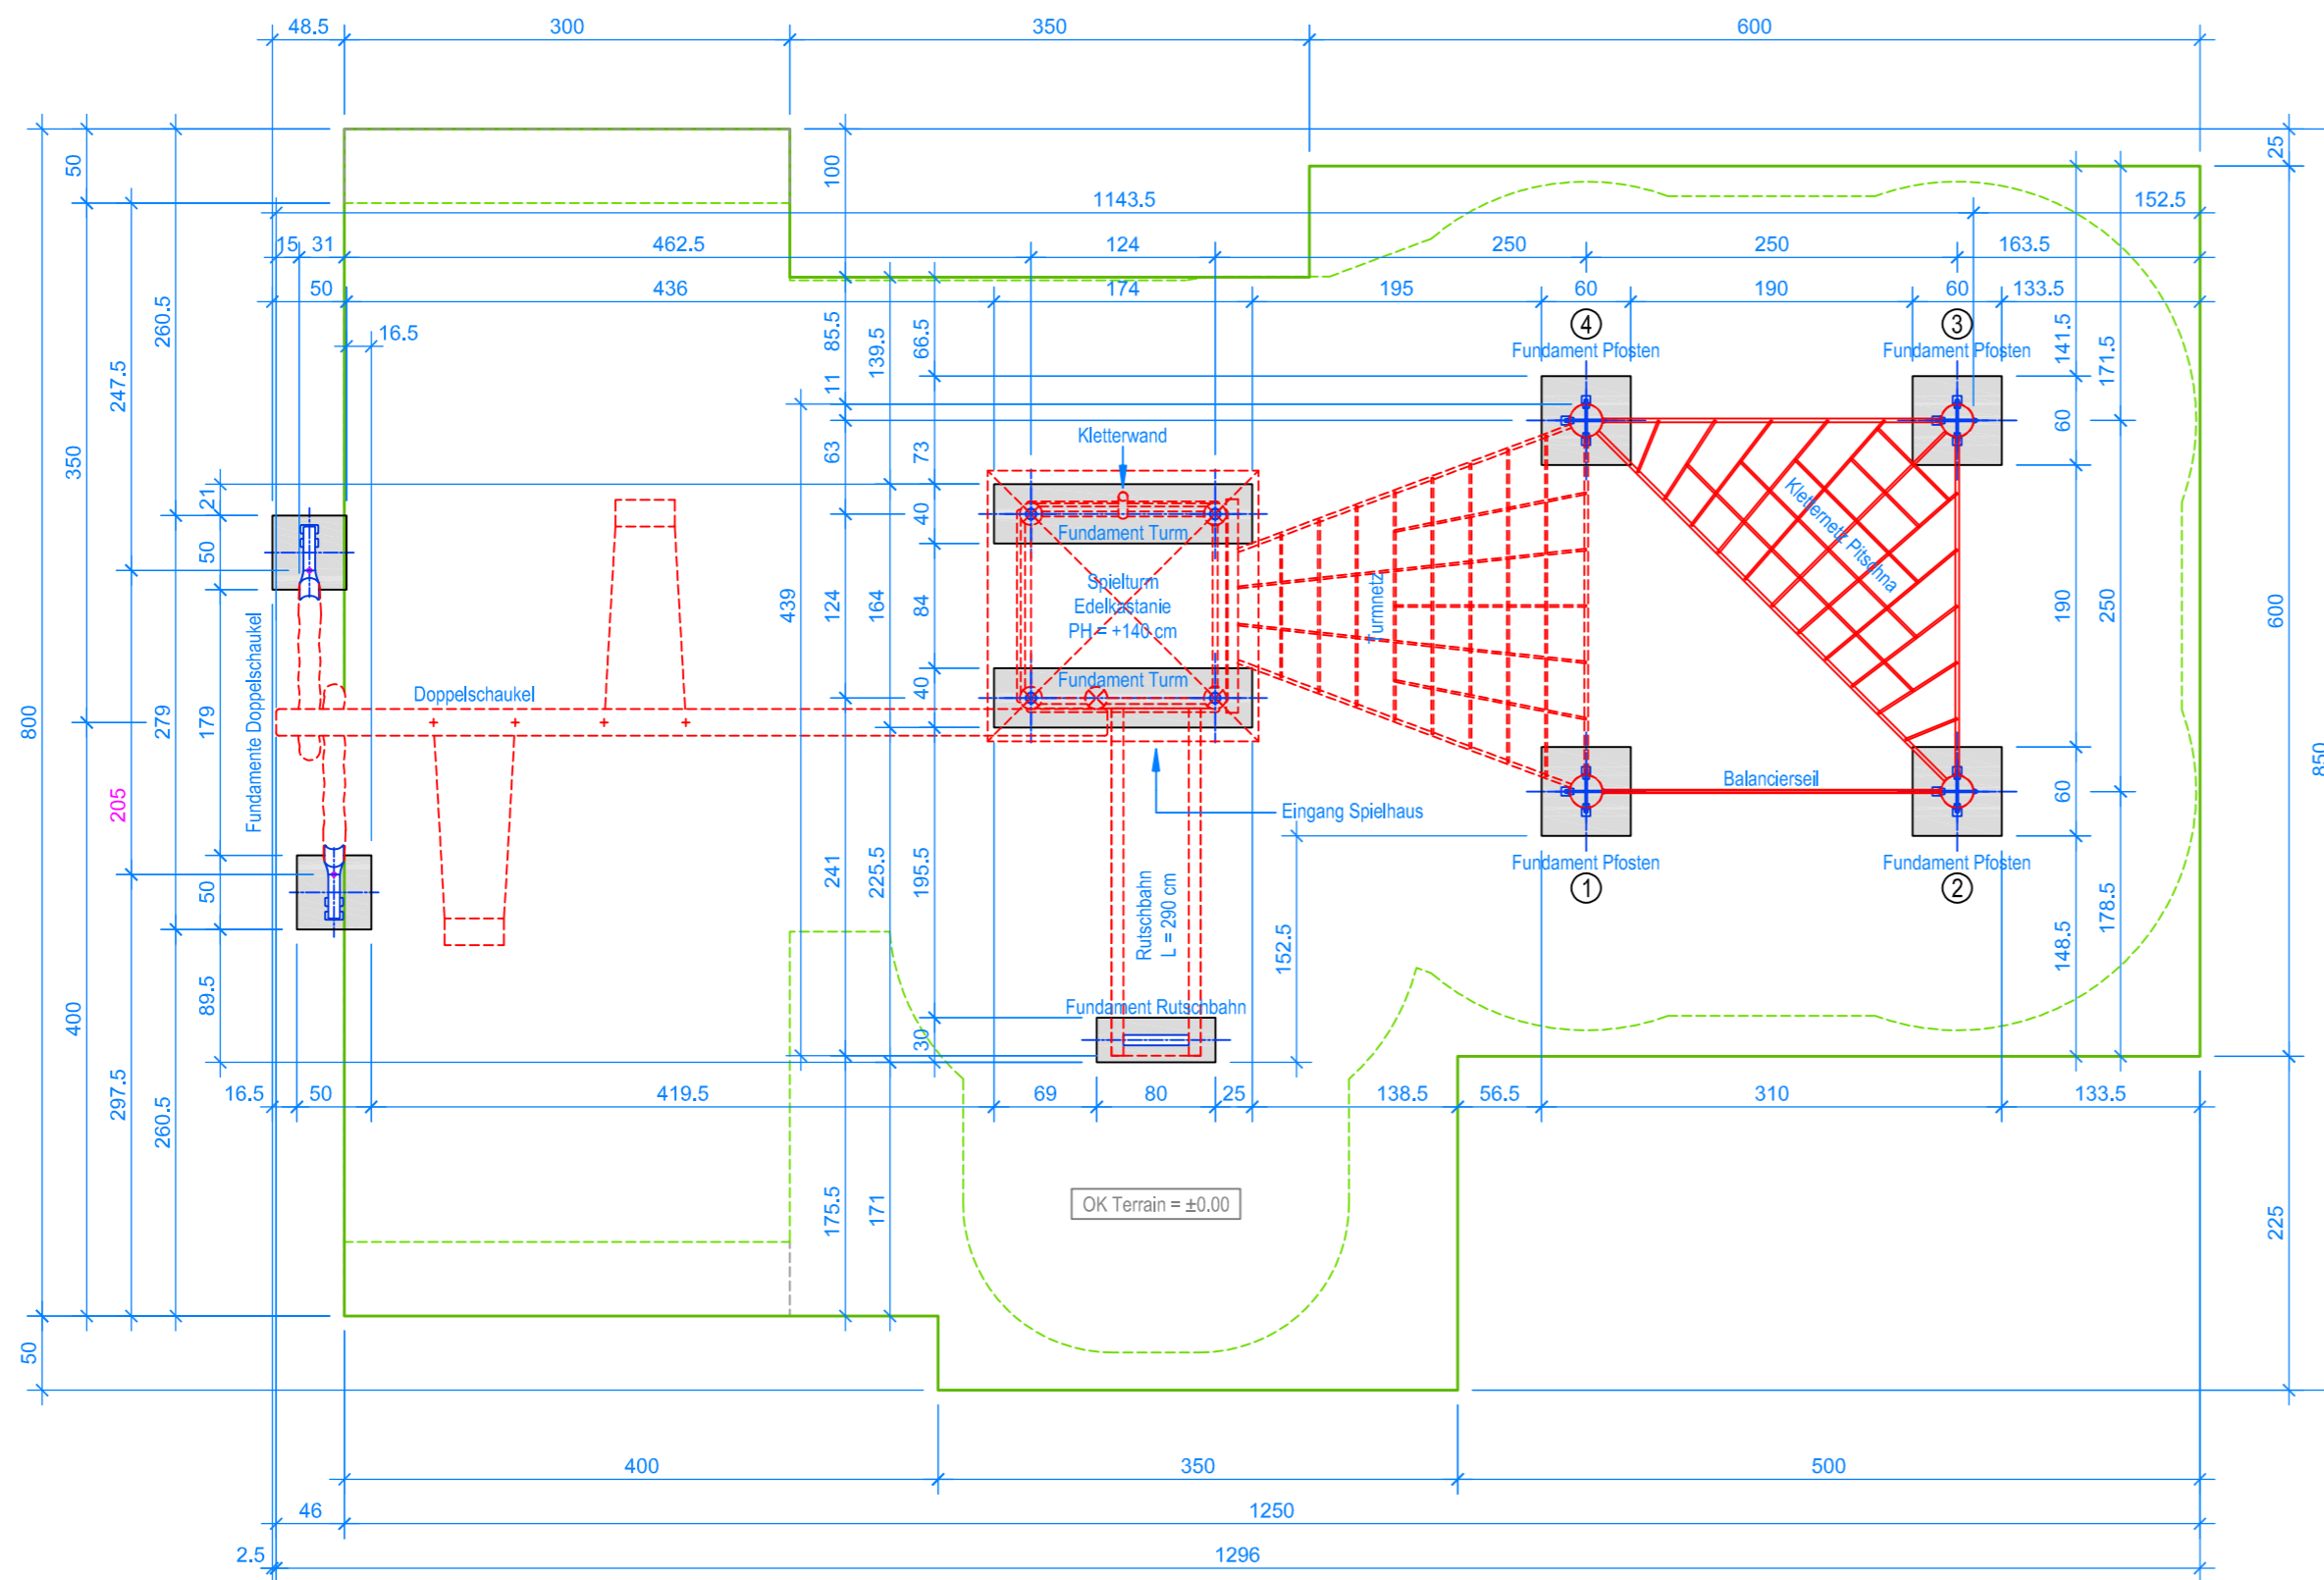 48.5 300 350 600
50 100 25
1143.5 152.5
15 31 462.5 124 250 250 163.5
50 436 174 195 60 190 60 133.5
16.5
260.5 247.5 350 85.5 139.5 66.5 11 63 73
④ ③
Fundament Pfosten Fundament Pfosten
141.5 171.5 60
Kletterwand
21 50 40
Fundament Turm
Spielturm
Edelkastanie
PH = +140 cm
439 124 164 84
Turmnetz
Kletternetz Pitschna
190 250 600
Fundament Turm
40
Doppelschaukel
Fundamente Doppelschaukel
800 279 179 205
Balancierseil
60 850
Eingang Spielhaus
Fundament Pfosten Fundament Pfosten
① ②
50 241 225.5 195.5
Rutschbahn
L = 290 cm
152.5 148.5 178.5
89.5 400
Fundament Rutschbahn
30
297.5 260.5
16.5 50 419.5 69 80 25 138.5 56.5 310 133.5
175.5 171
OK Terrain = ±0.00
225
50
400 350 500
46 1250
2.5 1296